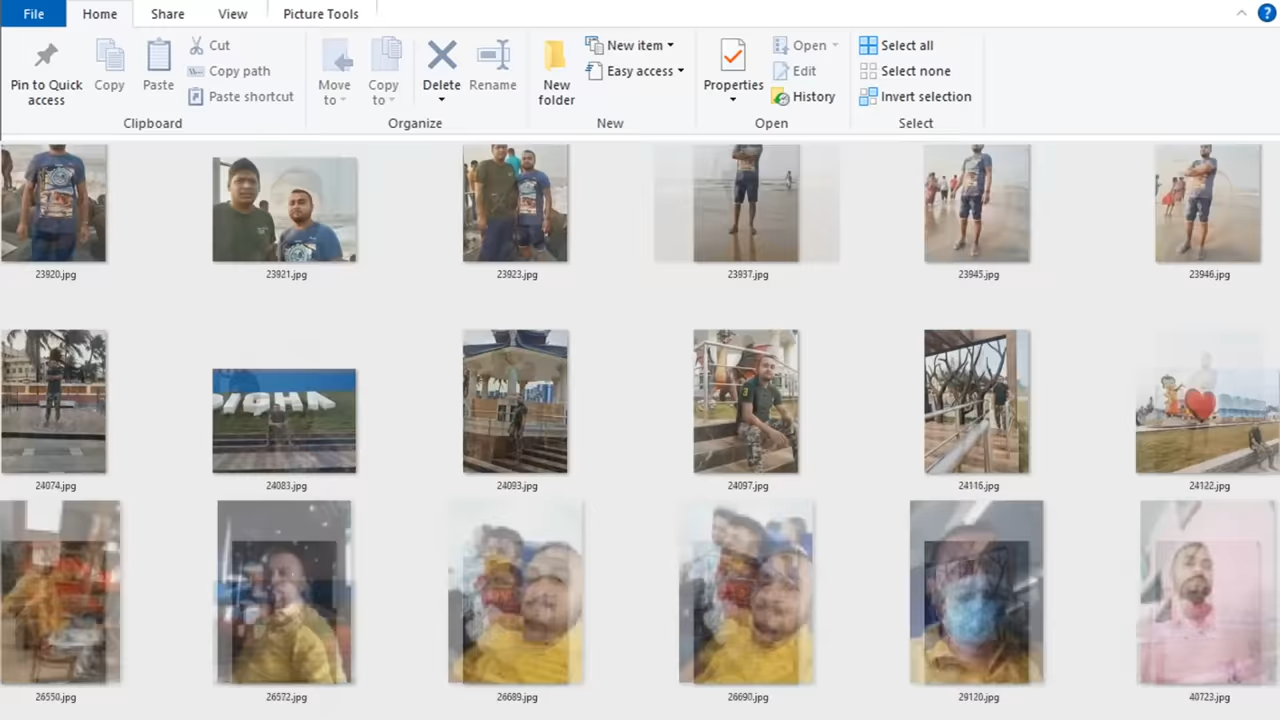 File Home Share View Picture Tools
Pin to Quick access
Copy
Paste
Cut
Copy path
Paste shortcut
Clipboard
Move to
Copy to
Delete
Rename
Organize
New folder
New item
Easy access
New
Properties
Open
Edit
History
Open
Select all
Select none
Invert selection
Select
23920.jpg 23921.jpg 23923.jpg 23937.jpg 23945.jpg 23946.jpg
DIGHA
24074.jpg 24083.jpg 24093.jpg 24097.jpg 24116.jpg 24122.jpg
26550.jpg 26572.jpg 26689.jpg 26690.jpg 29120.jpg 40723.jpg